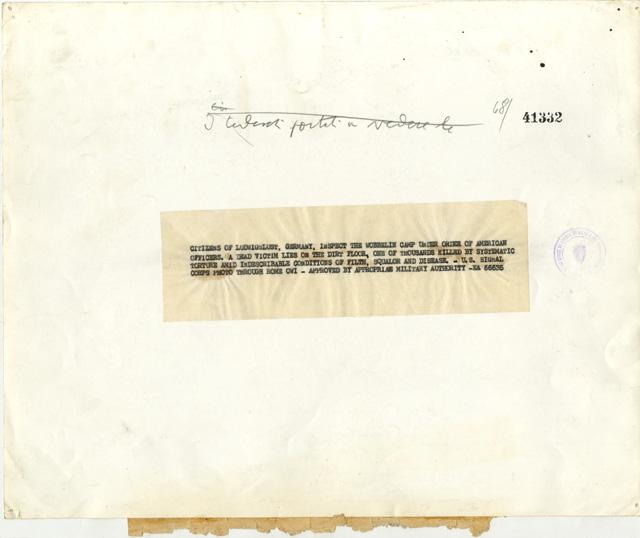 I tedeschi portati a vedere le
68/ 41332
CITIZENS OF LUDWIGSLUST, GERMANY, INSPECT THE WOBBELIN CAMP UNDER ORDER OF AMERICAN
OFFICERS. A DEAD VICTIM LIES ON THE DIRT FLOOR, ONE OF THOUSANDS KILLED BY SYSTEMATIC
TORTURE AMID INDESCRIBABLE CONDITIONS OF FILTH, SQUALOR AND DISEASE. - U.S. SIGNAL
CORPS PHOTO THROUGH ROME OWI - APPROVED BY APPROPRIATE MILITARY AUTHORITY -EA 66635